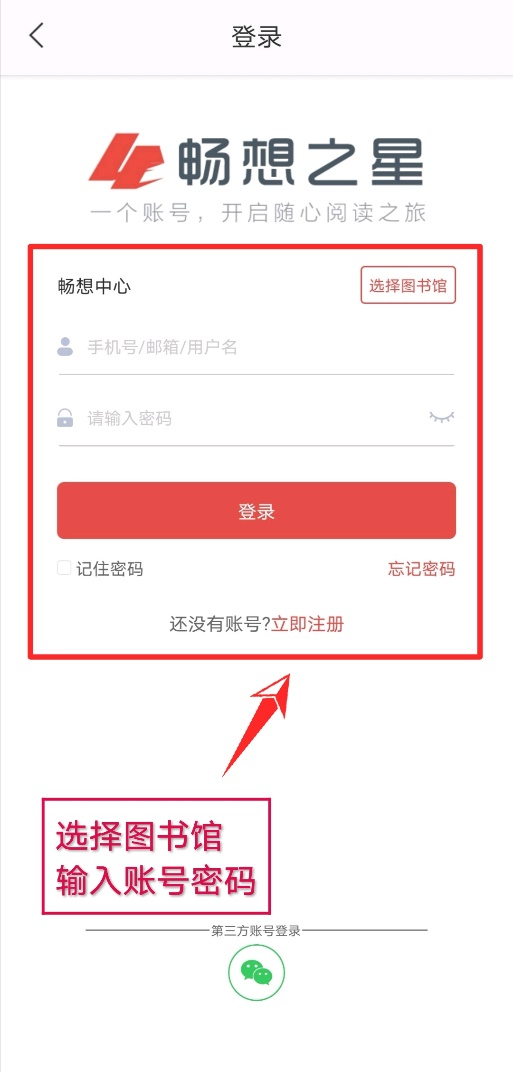 登录
畅想之星
一个账号，开启随心阅读之旅
畅想中心
选择图书馆
手机号/邮箱/用户名
请输入密码
登录
记住密码
忘记密码
还没有账号?立即注册
选择图书馆
输入账号密码
第三方账号登录